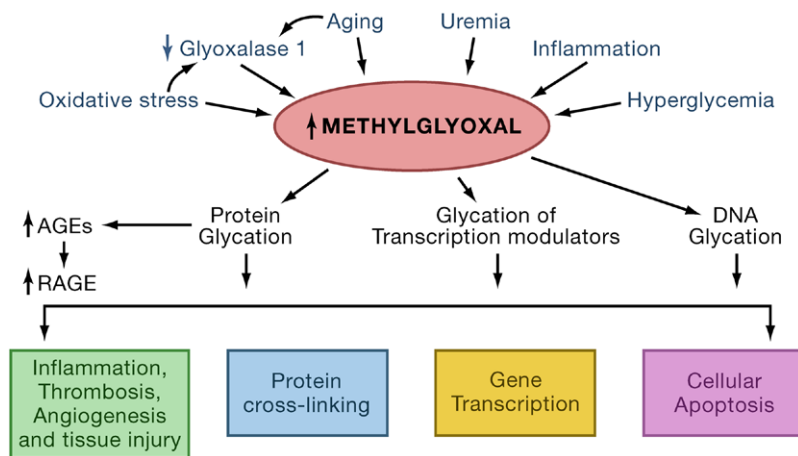 Aging
Uremia
↓ Glyoxalase 1
Inflammation
Oxidative stress
Hyperglycemia
↑ METHYLGLYOXAL
↑ AGEs
Protein
Glycation
Glycation of
Transcription modulators
DNA
Glycation
↑ RAGE
Inflammation,
Thrombosis,
Angiogenesis
and tissue injury
Protein
cross-linking
Gene
Transcription
Cellular
Apoptosis